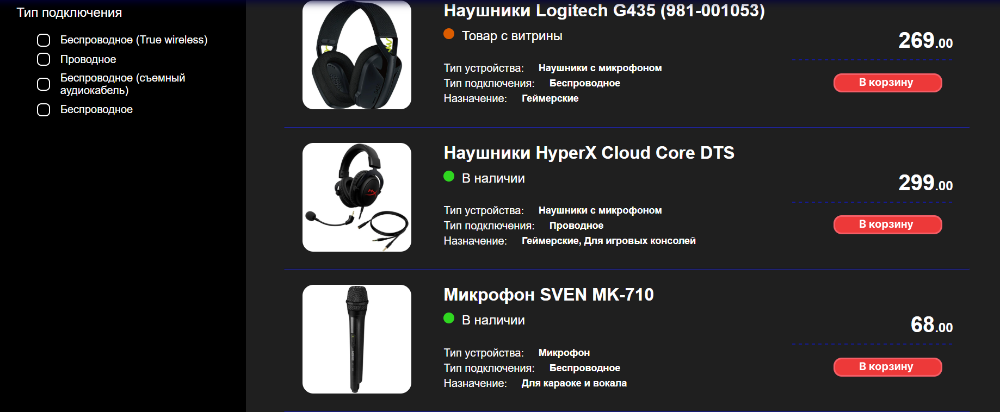 Тип подключения
Беспроводное (True wireless)
Проводное
Беспроводное (съемный
аудиокабель)
Беспроводное
Наушники Logitech G435 (981-001053)
Товар с витрины
269.00
Тип устройства: Наушники с микрофоном
Тип подключения: Беспроводное
Назначение: Геймерские
В корзину
Наушники HyperX Cloud Core DTS
В наличии
299.00
Тип устройства: Наушники с микрофоном
Тип подключения: Проводное
Назначение: Геймерские, Для игровых консолей
В корзину
Микрофон SVEN MK-710
В наличии
68.00
Тип устройства: Микрофон
Тип подключения: Беспроводное
Назначение: Для караоке и вокала
В корзину